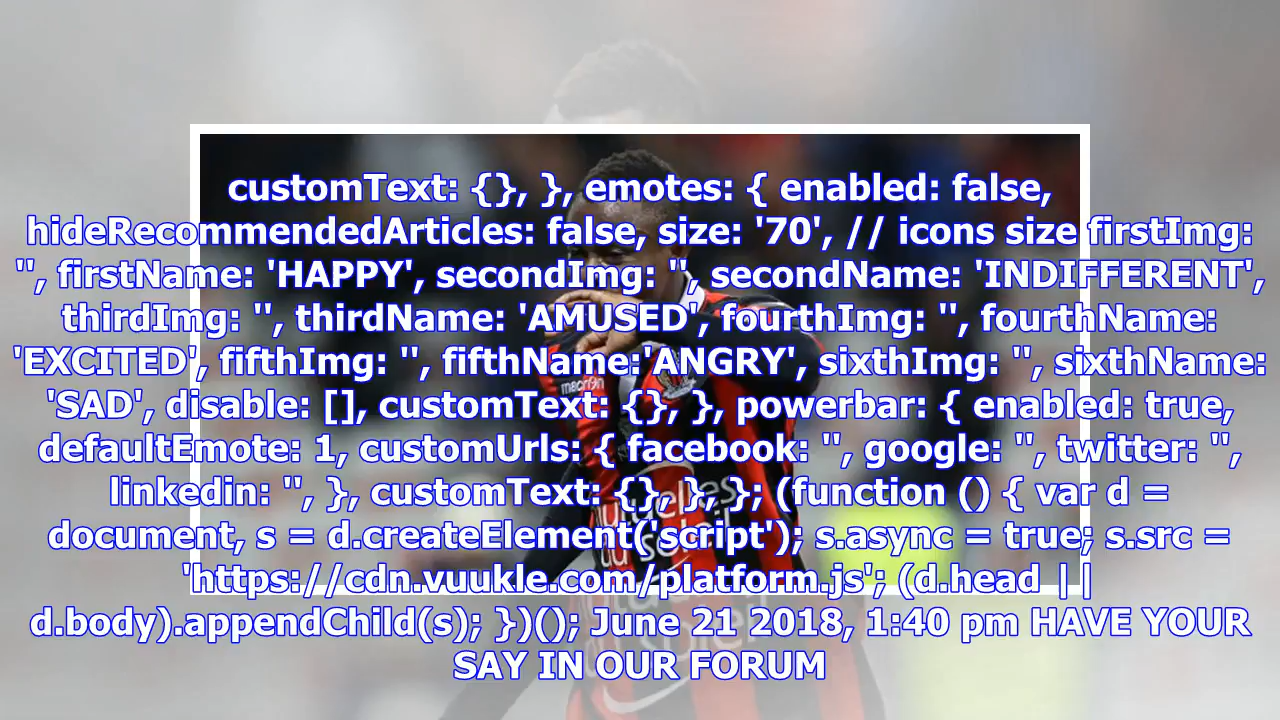 customText: {}, }, emotes: { enabled: false,
hideRecommendedArticles: false, size: '70', // icons size firstImg:
'', firstName: 'HAPPY', secondImg: '', secondName: 'INDIFFERENT',
thirdImg: '', thirdName: 'AMUSED', fourthImg: '', fourthName:
'EXCITED', fifthImg: '', fifthName:'ANGRY', sixthImg: '', sixthName:
'SAD', disable: [], customText: {}, }, powerbar: { enabled: true,
defaultEmote: 1, customUrls: { facebook: '', google: '', twitter: '',
linkedin: '', }, customText: {}, }, }; (function () { var d =
document, s = d.createElement('script'); s.async = true; s.src =
'https://cdn.vuukle.com/platform.js'; (d.head ||
d.body).appendChild(s); })(); June 21 2018, 1:40 pm HAVE YOUR
SAY IN OUR FORUM
macron